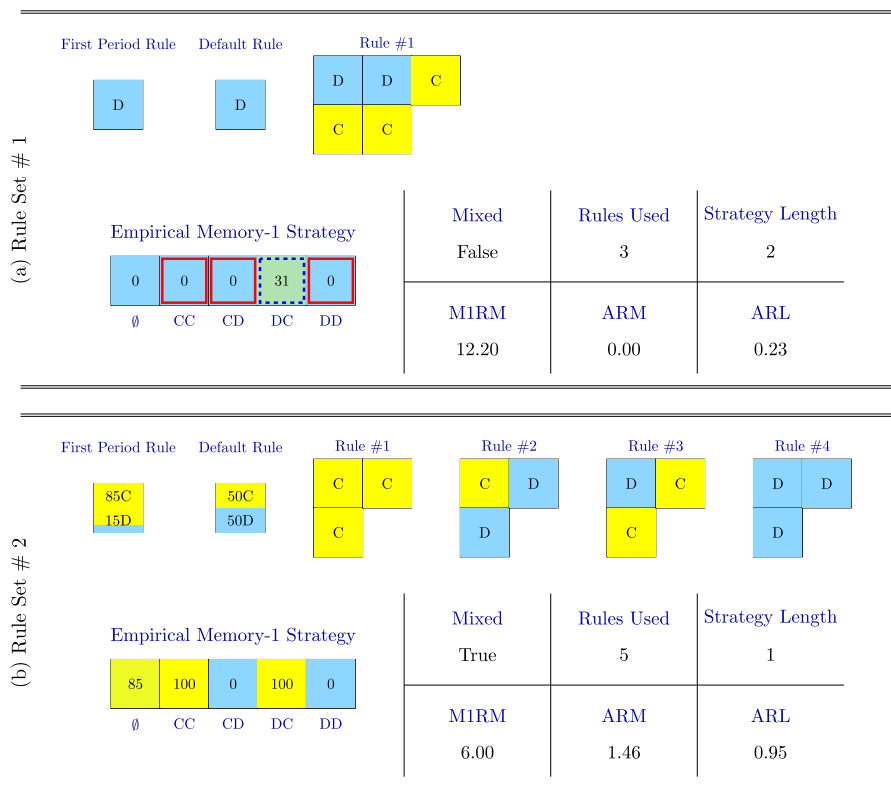 (a) Rule Set # 1
First Period Rule Default Rule Rule #1
D D D D C
C C
Empirical Memory-1 Strategy
0 0 0 31 0
∅ CC CD DC DD
Mixed Rules Used Strategy Length
False 3 2
M1RM ARM ARL
12.20 0.00 0.23
(b) Rule Set # 2
First Period Rule Default Rule Rule #1 Rule #2 Rule #3 Rule #4
85C 50C C C C D D C D D
15D 50D C D C D
Empirical Memory-1 Strategy
85 100 0 100 0
∅ CC CD DC DD
Mixed Rules Used Strategy Length
True 5 1
M1RM ARM ARL
6.00 1.46 0.95